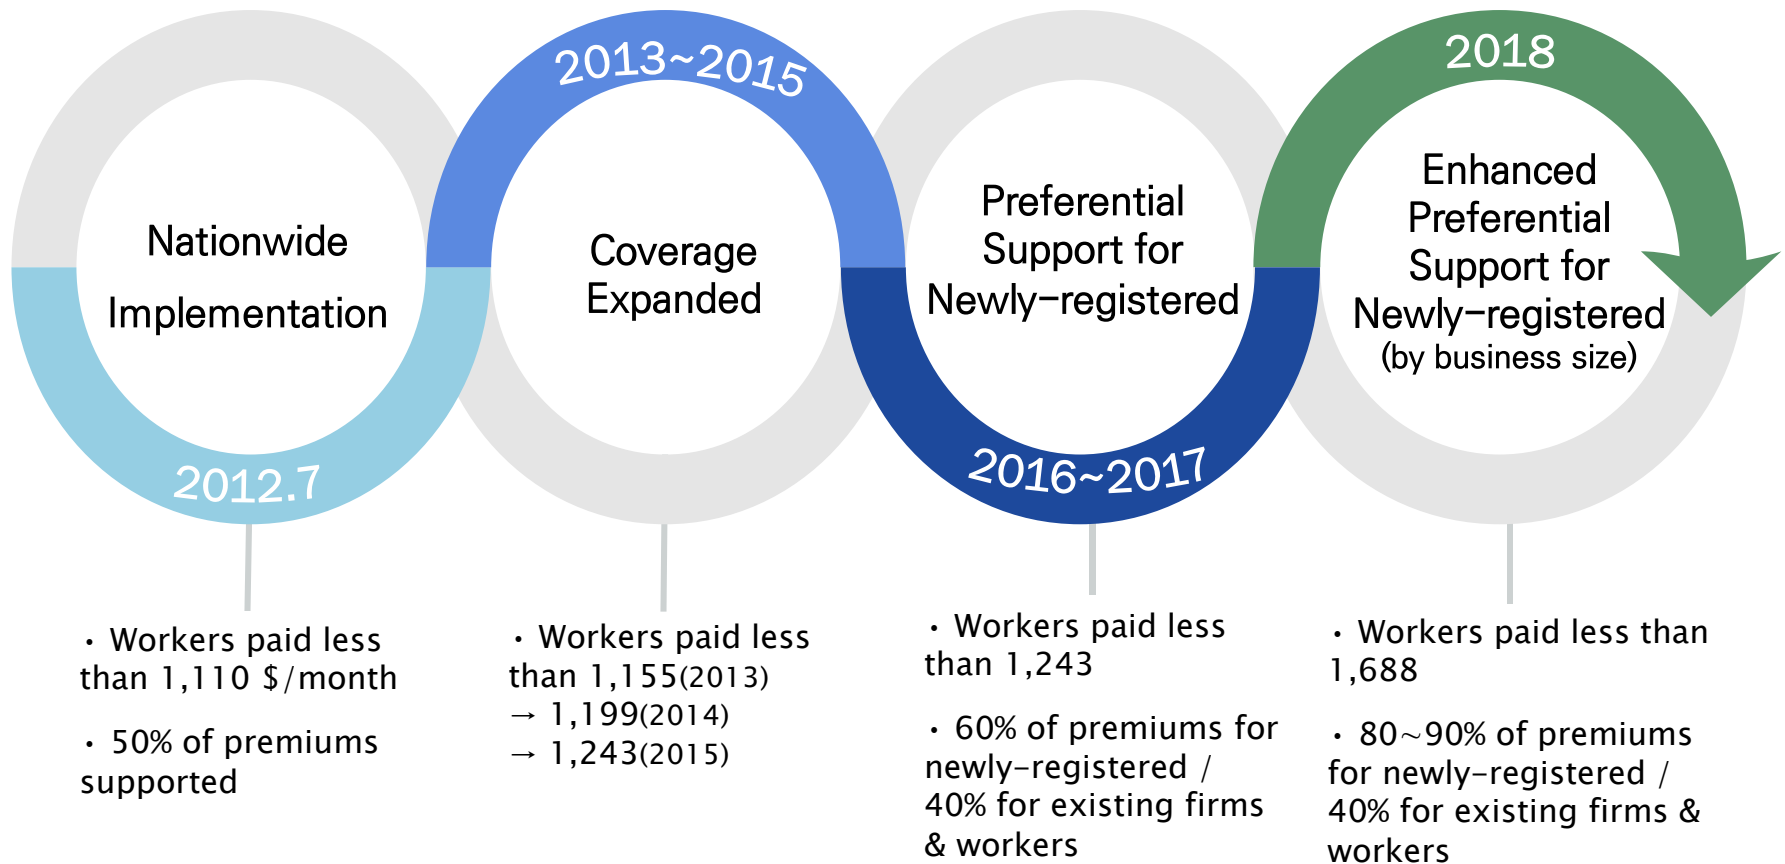 2012.7
Nationwide
Implementation
• Workers paid less
than 1,110 $/month
• 50% of premiums
supported
2013~2015
Coverage
Expanded
• Workers paid less
than 1,155(2013)
→ 1,199(2014)
→ 1,243(2015)
2016~2017
Preferential
Support for
Newly-registered
• Workers paid less
than 1,243
• 60% of premiums for
newly-registered /
40% for existing firms
& workers
2018
Enhanced
Preferential
Support for
Newly-registered
(by business size)
• Workers paid less than
1,688
• 80~90% of premiums
for newly-registered /
40% for existing firms &
workers